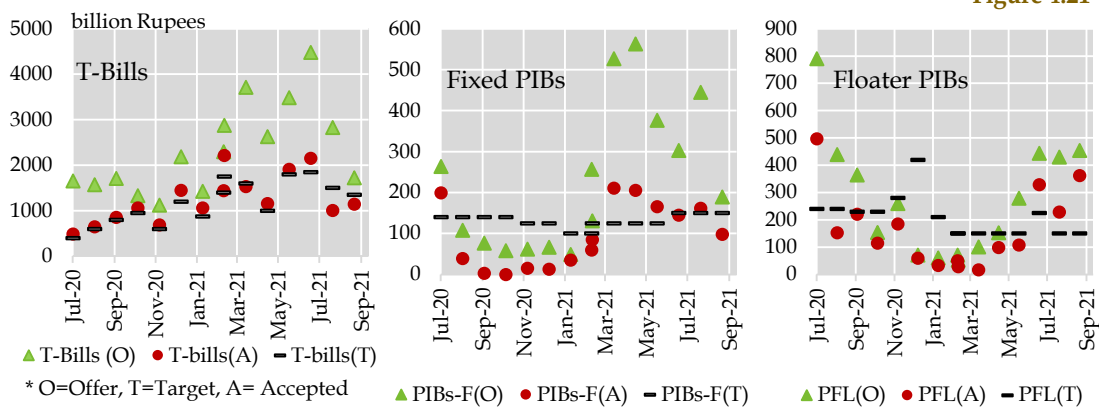 billion Rupees
T-Bills
5000
4000
3000
2000
1000
0
Jul-20
Sep-20
Nov-20
Jan-21
Mar-21
May-21
Jul-21
Sep-21
T-Bills (O) T-bills(A) T-bills(T)
* O=Offer, T=Target, A= Accepted
Fixed PIBs
600
500
400
300
200
100
0
Jul-20
Sep-20
Nov-20
Jan-21
Mar-21
May-21
Jul-21
Sep-21
PIBs-F(O) PIBs-F(A) PIBs-F(T)
Floater PIBs
900
800
700
600
500
400
300
200
100
0
Jul-20
Sep-20
Nov-20
Jan-21
Mar-21
May-21
Jul-21
Sep-21
PFL(O) PFL(A) PFL(T)